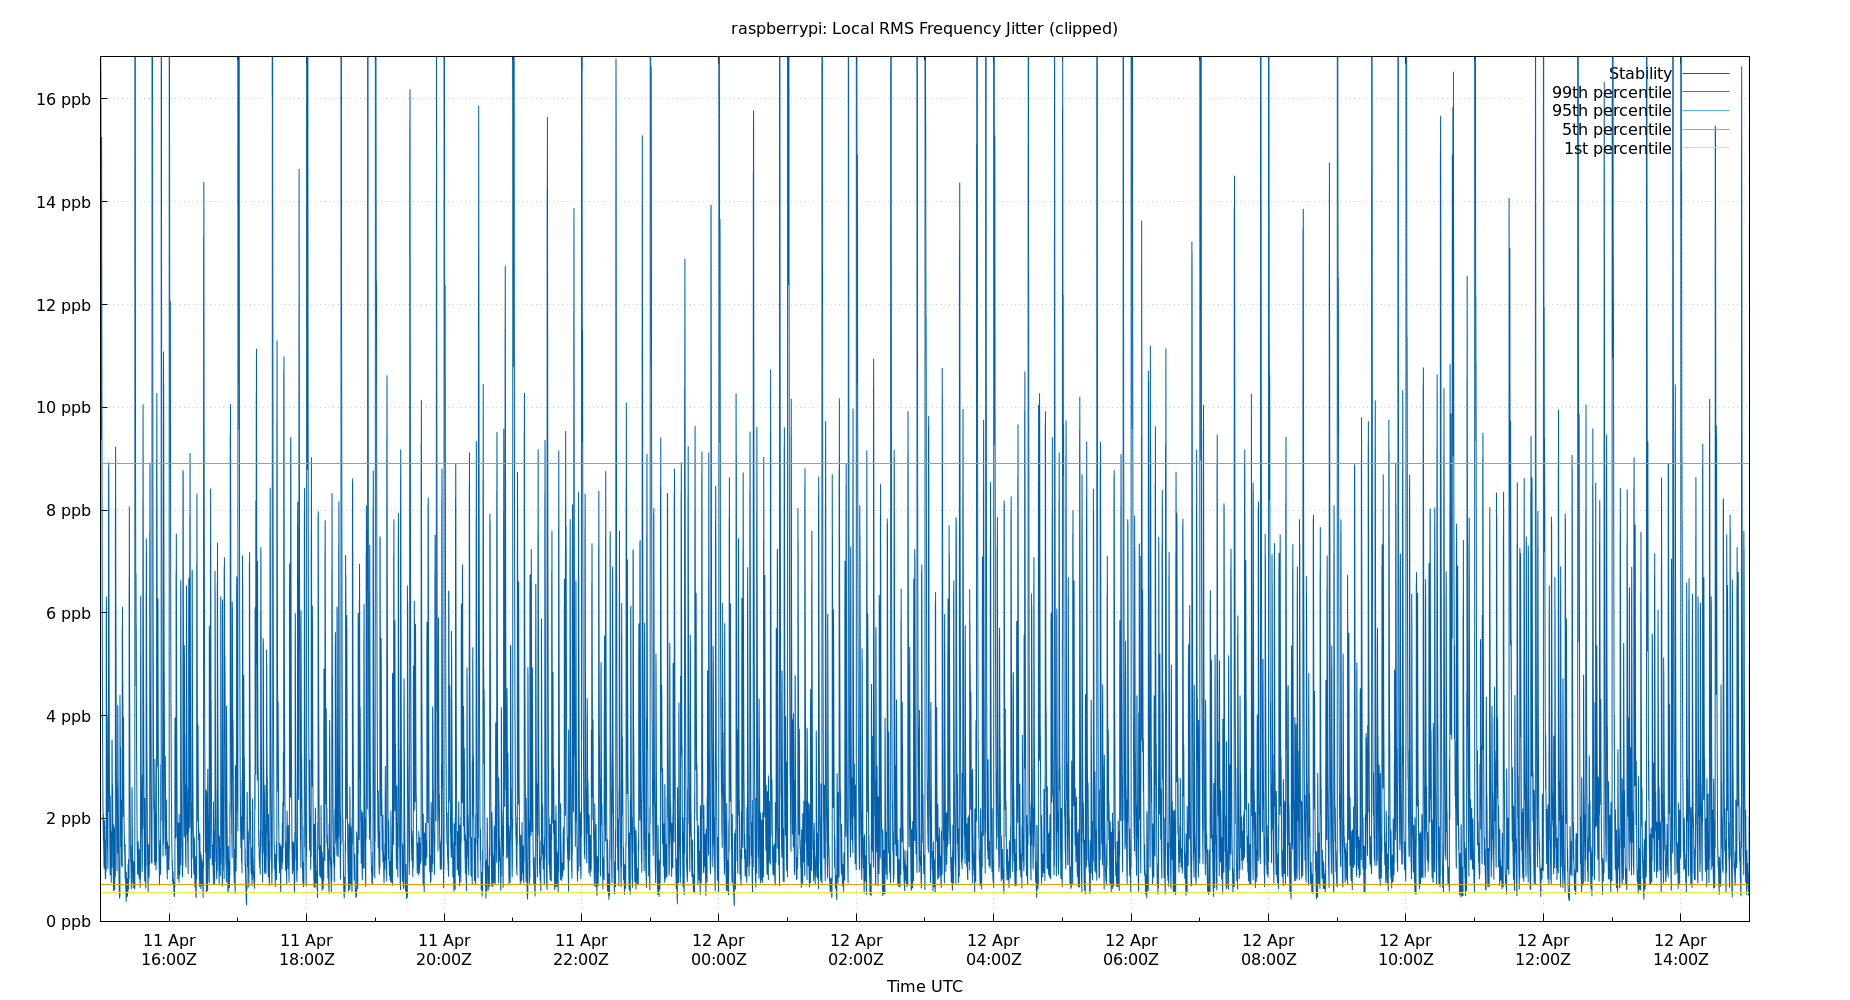 raspberrypi: Local RMS Frequency Jitter (clipped)
Stability
99th percentile
95th percentile
5th percentile
1st percentile
16 ppb
14 ppb
12 ppb
10 ppb
8 ppb
6 ppb
4 ppb
2 ppb
0 ppb
11 Apr 11 Apr 11 Apr 11 Apr 12 Apr 12 Apr 12 Apr 12 Apr 12 Apr 12 Apr 12 Apr 12 Apr
16:00Z 18:00Z 20:00Z 22:00Z 00:00Z 02:00Z 04:00Z 06:00Z 08:00Z 10:00Z 12:00Z 14:00Z
Time UTC